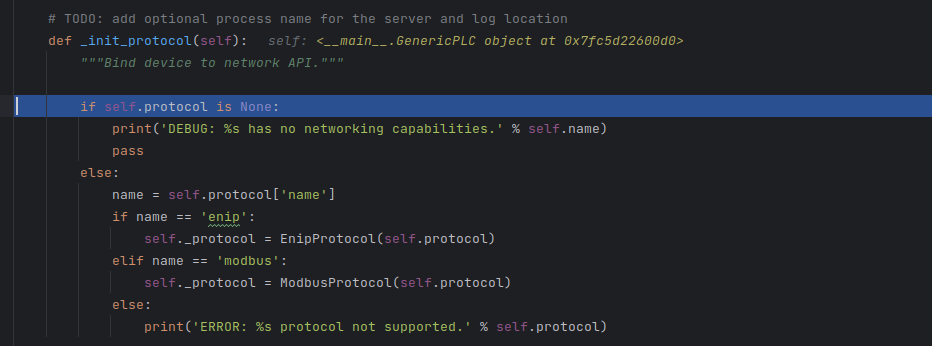 # TODO: add optional process name for the server and log location
def _init_protocol(self):   self: <__main__.GenericPLC object at 0x7fc5d22600d0>
    """Bind device to network API."""

    if self.protocol is None:
        print('DEBUG: %s has no networking capabilities.' % self.name)
        pass
    else:
        name = self.protocol['name']
        if name == 'enip':
            self._protocol = EnipProtocol(self.protocol)
        elif name == 'modbus':
            self._protocol = ModbusProtocol(self.protocol)
        else:
            print('ERROR: %s protocol not supported.' % self.protocol)